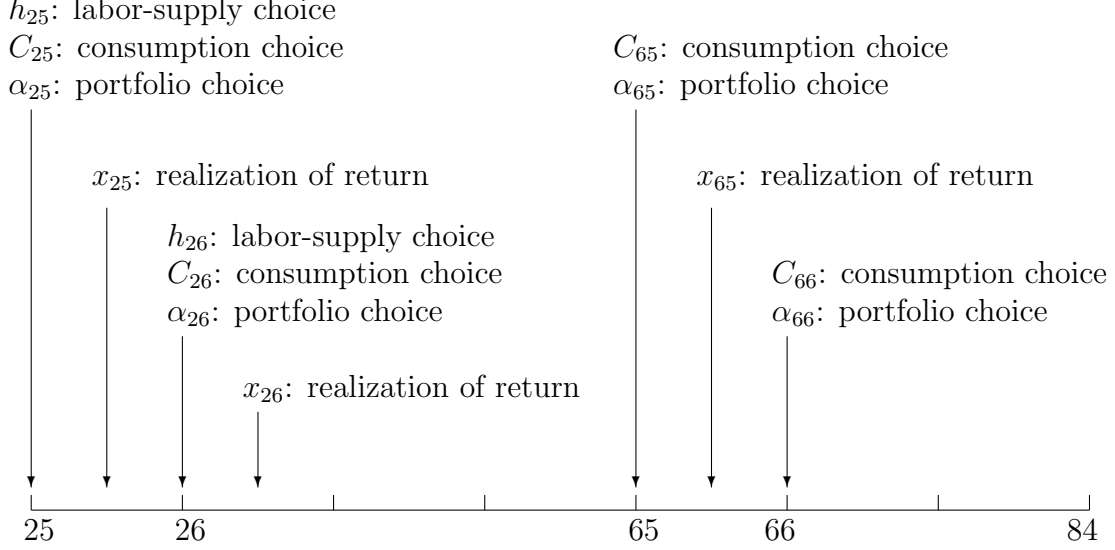 h₂₅: labor-supply choice
C₂₅: consumption choice
α₂₅: portfolio choice
C₆₅: consumption choice
α₆₅: portfolio choice
x₂₅: realization of return
x₆₅: realization of return
h₂₆: labor-supply choice
C₂₆: consumption choice
α₂₆: portfolio choice
C₆₆: consumption choice
α₆₆: portfolio choice
x₂₆: realization of return
25 26 65 66 84